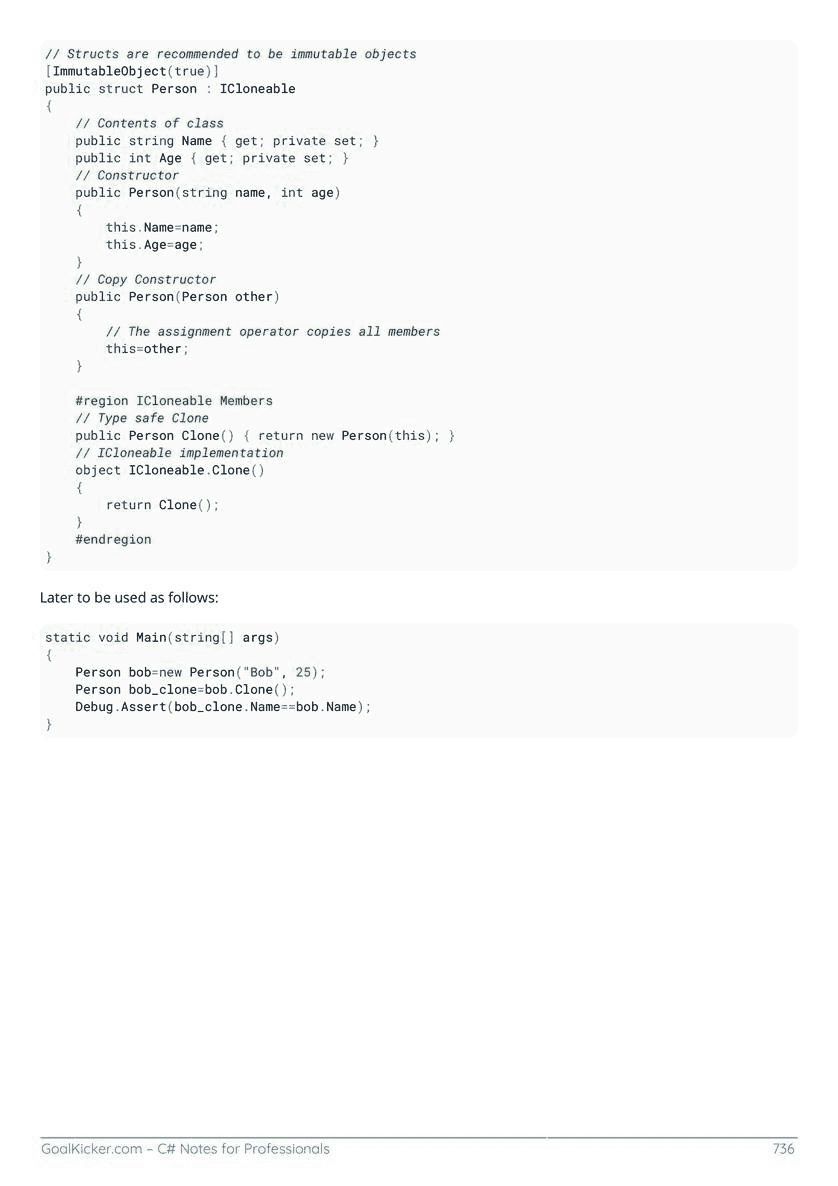 // Structs are recommended to be immutable objects
[ImmutableObject(true)]
public struct Person : ICloneable
{
    // Contents of class
    public string Name { get; private set; }
    public int Age { get; private set; }
    // Constructor
    public Person(string name, int age)
    {
        this.Name=name;
        this.Age=age;
    }
    // Copy Constructor
    public Person(Person other)
    {
        // The assignment operator copies all members
        this=other;
    }

    #region ICloneable Members
    // Type safe Clone
    public Person Clone() { return new Person(this); }
    // ICloneable implementation
    object ICloneable.Clone()
    {
        return Clone();
    }
    #endregion
}
Later to be used as follows:
static void Main(string[] args)
{
    Person bob=new Person("Bob", 25);
    Person bob_clone=bob.Clone();
    Debug.Assert(bob_clone.Name==bob.Name);
}
GoalKicker.com – C# Notes for Professionals 736